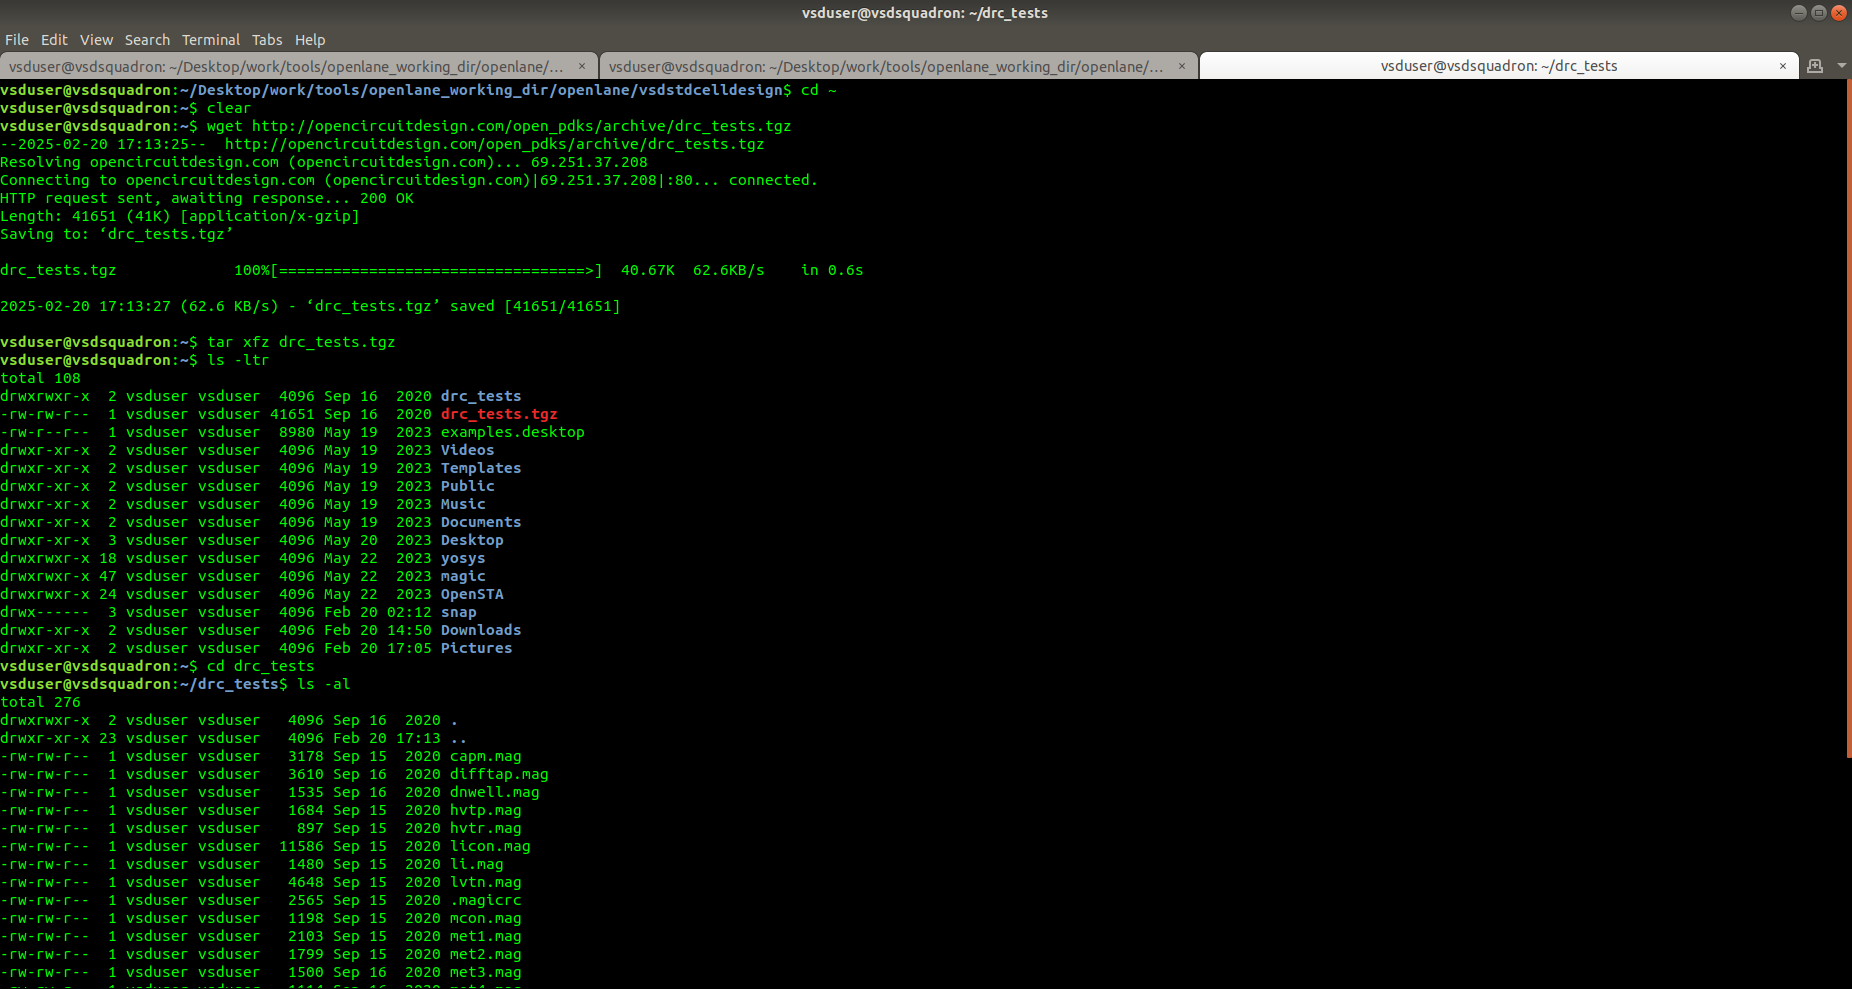 vsduser@vsdsquadron: ~/drc_tests
File Edit View Search Terminal Tabs Help
vsduser@vsdsquadron: ~/Desktop/work/tools/openlane_working_dir/openlane/... × vsduser@vsdsquadron: ~/Desktop/work/tools/openlane_working_dir/openlane/... × vsduser@vsdsquadron: ~/drc_tests ×
vsduser@vsdsquadron:~/Desktop/work/tools/openlane_working_dir/openlane/vsdstdcelldesign$ cd ~
vsduser@vsdsquadron:~$ clear
vsduser@vsdsquadron:~$ wget http://opencircuitdesign.com/open_pdks/archive/drc_tests.tgz
--2025-02-20 17:13:25--  http://opencircuitdesign.com/open_pdks/archive/drc_tests.tgz
Resolving opencircuitdesign.com (opencircuitdesign.com)... 69.251.37.208
Connecting to opencircuitdesign.com (opencircuitdesign.com)|69.251.37.208|:80... connected.
HTTP request sent, awaiting response... 200 OK
Length: 41651 (41K) [application/x-gzip]
Saving to: ‘drc_tests.tgz’
drc_tests.tgz             100%[==================================>]  40.67K  62.6KB/s    in 0.6s
2025-02-20 17:13:27 (62.6 KB/s) - ‘drc_tests.tgz’ saved [41651/41651]
vsduser@vsdsquadron:~$ tar xfz drc_tests.tgz
vsduser@vsdsquadron:~$ ls -ltr
total 108
drwxrwxr-x  2 vsduser vsduser  4096 Sep 16  2020 drc_tests
-rw-rw-r--  1 vsduser vsduser 41651 Sep 16  2020 drc_tests.tgz
-rw-r--r--  1 vsduser vsduser  8980 May 19  2023 examples.desktop
drwxr-xr-x  2 vsduser vsduser  4096 May 19  2023 Videos
drwxr-xr-x  2 vsduser vsduser  4096 May 19  2023 Templates
drwxr-xr-x  2 vsduser vsduser  4096 May 19  2023 Public
drwxr-xr-x  2 vsduser vsduser  4096 May 19  2023 Music
drwxr-xr-x  2 vsduser vsduser  4096 May 19  2023 Documents
drwxr-xr-x  3 vsduser vsduser  4096 May 20  2023 Desktop
drwxrwxr-x 18 vsduser vsduser  4096 May 22  2023 yosys
drwxrwxr-x 47 vsduser vsduser  4096 May 22  2023 magic
drwxrwxr-x 24 vsduser vsduser  4096 May 22  2023 OpenSTA
drwx------  3 vsduser vsduser  4096 Feb 20 02:12 snap
drwxr-xr-x  2 vsduser vsduser  4096 Feb 20 14:50 Downloads
drwxr-xr-x  2 vsduser vsduser  4096 Feb 20 17:05 Pictures
vsduser@vsdsquadron:~$ cd drc_tests
vsduser@vsdsquadron:~/drc_tests$ ls -al
total 276
drwxrwxr-x  2 vsduser vsduser   4096 Sep 16  2020 .
drwxr-xr-x 23 vsduser vsduser   4096 Feb 20 17:13 ..
-rw-rw-r--  1 vsduser vsduser   3178 Sep 15  2020 capm.mag
-rw-rw-r--  1 vsduser vsduser   3610 Sep 16  2020 difftap.mag
-rw-rw-r--  1 vsduser vsduser   1535 Sep 16  2020 dnwell.mag
-rw-rw-r--  1 vsduser vsduser   1684 Sep 15  2020 hvtp.mag
-rw-rw-r--  1 vsduser vsduser    897 Sep 15  2020 hvtr.mag
-rw-rw-r--  1 vsduser vsduser  11586 Sep 15  2020 licon.mag
-rw-rw-r--  1 vsduser vsduser   1480 Sep 15  2020 li.mag
-rw-rw-r--  1 vsduser vsduser   4648 Sep 15  2020 lvtn.mag
-rw-rw-r--  1 vsduser vsduser   2565 Sep 15  2020 .magicrc
-rw-rw-r--  1 vsduser vsduser   1198 Sep 15  2020 mcon.mag
-rw-rw-r--  1 vsduser vsduser   2103 Sep 15  2020 met1.mag
-rw-rw-r--  1 vsduser vsduser   1799 Sep 15  2020 met2.mag
-rw-rw-r--  1 vsduser vsduser   1500 Sep 16  2020 met3.mag